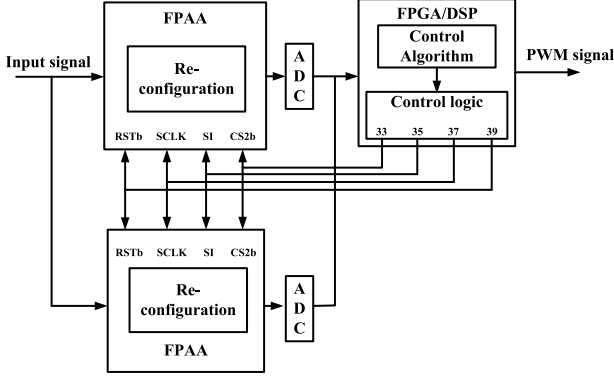 FPAA
FPGA/DSP
Control
Algorithm
Input signal
Re-
configuration
A
D
C
PWM signal
Control logic
RSTb SCLK SI CS2b
33 35 37 39
RSTb SCLK SI CS2b
Re-
configuration
A
D
C
FPAA